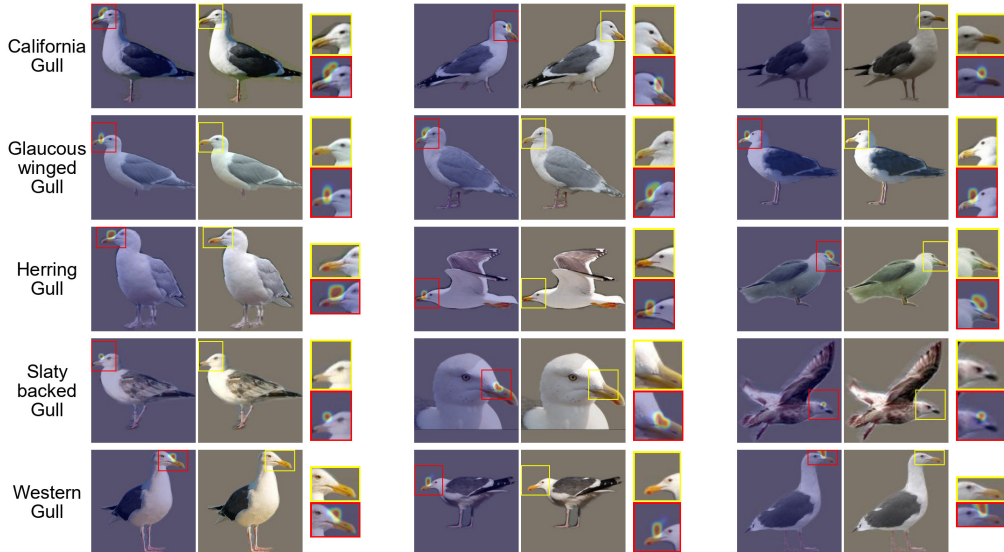 California
Gull
Glaucous
winged
Gull
Herring
Gull
Slaty
backed
Gull
Western
Gull